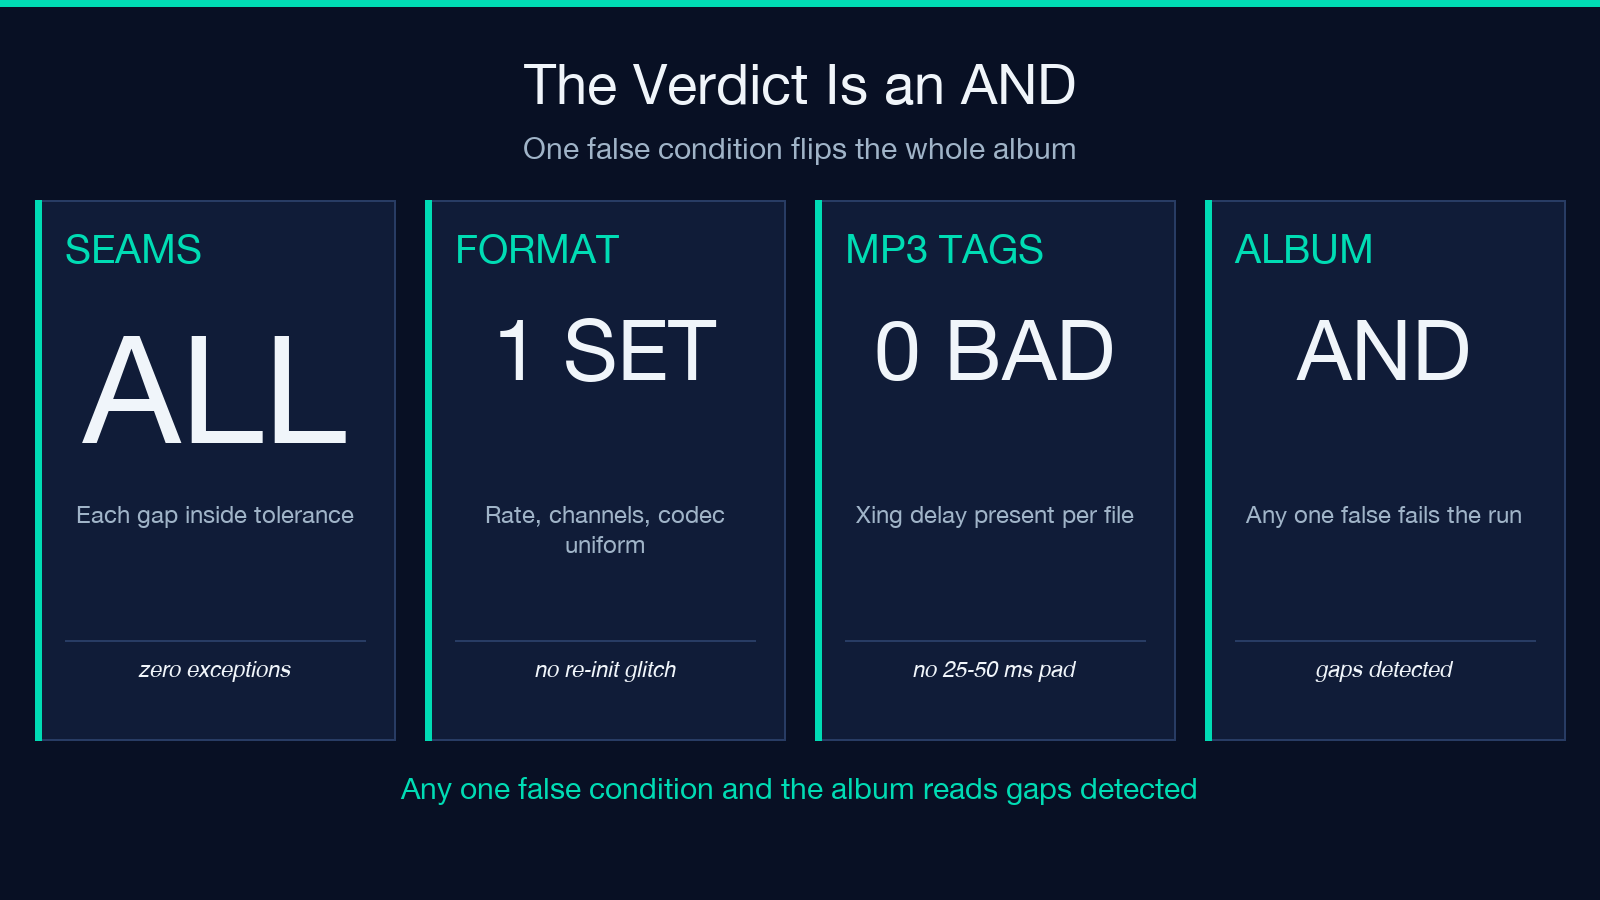 The Verdict Is an AND
One false condition flips the whole album
SEAMS
ALL
Each gap inside tolerance
zero exceptions
FORMAT
1 SET
Rate, channels, codec
uniform
no re-init glitch
MP3 TAGS
0 BAD
Xing delay present per file
no 25-50 ms pad
ALBUM
AND
Any one false fails the run
gaps detected
Any one false condition and the album reads gaps detected